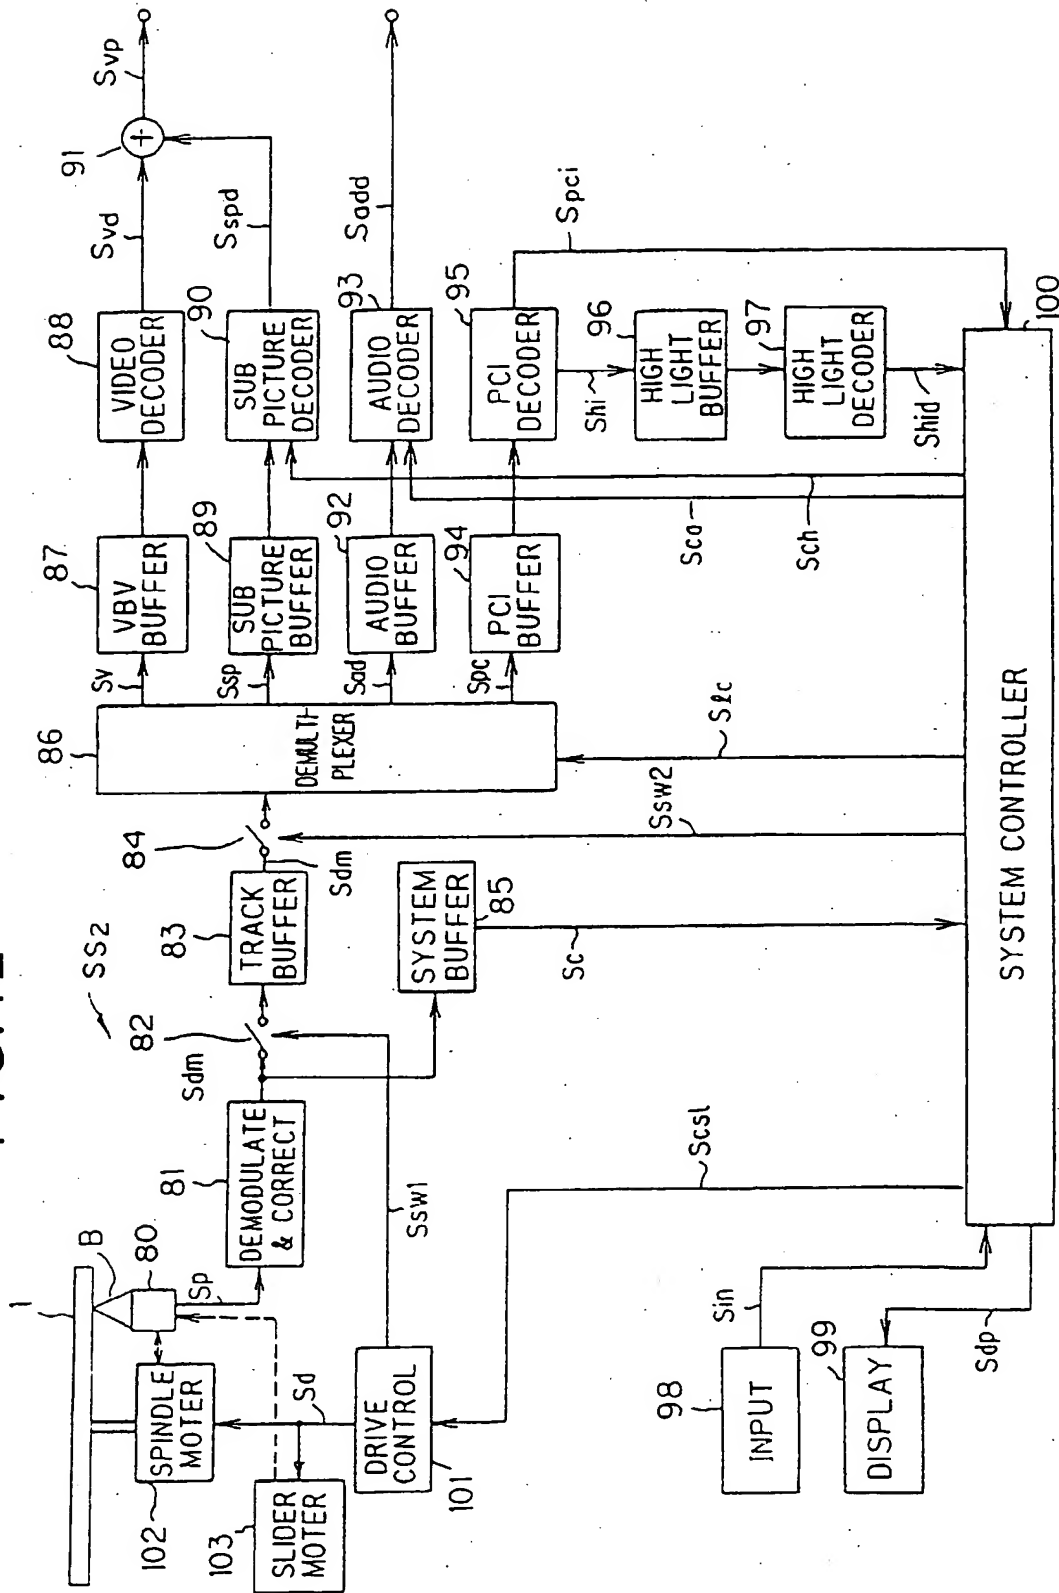 SS2
1
B
80
Sp
SPINDLE
MOTER
102
SLIDER
MOTER
103
Sd
DRIVE
CONTROL
101
Ssw1
Scsl
81
DEMODULATE
& CORRECT
Sdm
82
83
TRACK
BUFFER
84
Sdm
SYSTEM
BUFFER
85
Sc
Ssw2
Slc
86
DEMULTI-
PLEXER
Sv
Ssp
Sad
Spc
87
VBV
BUFFER
89
SUB
PICTURE
BUFFER
92
AUDIO
BUFFER
94
PCI
BUFFER
88
VIDEO
DECODER
90
SUB
PICTURE
DECODER
93
AUDIO
DECODER
95
PCI
DECODER
Svd
91
+
Svp
Sspd
Sadd
Spci
Shi
96
HIGH
LIGHT
BUFFER
97
HIGH
LIGHT
DECODER
Shid
Sca
Sch
100
SYSTEM CONTROLLER
98
INPUT
Sin
99
DISPLAY
Sdp